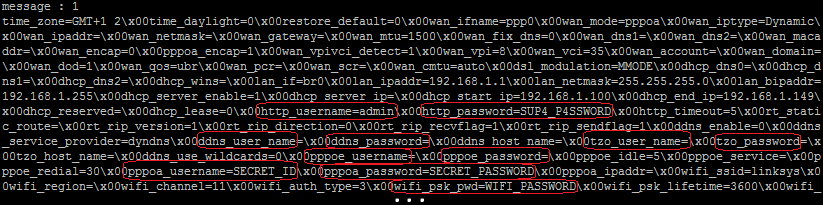 message : 1
time_zone=GMT+1 2\x00time_daylight=0\x00restore_default=0\x00wan_ifname=ppp0\x00wan_mode=pppoa\x00wan_iptype=Dynamic\
x00wan_ipaddr=\x00wan_netmask=\x00wan_gateway=\x00wan_mtu=1500\x00wan_fix_dns=0\x00wan_dns1=\x00wan_dns2=\x00wan_maca
ddr=\x00wan_encap=0\x00pppoa_encap=1\x00wan_vpivci_detect=1\x00wan_vpi=8\x00wan_vci=35\x00wan_account=\x00wan_domain=
\x00wan_dod=1\x00wan_qos=ubr\x00wan_pcr=\x00wan_scr=\x00wan_cmtu=auto\x00dsl_modulation=MMODE\x00dhcp_dns0=\x00dhcp_d
ns1=\x00dhcp_dns2=\x00dhcp_wins=\x00lan_if=br0\x00lan_ipaddr=192.168.1.1\x00lan_netmask=255.255.255.0\x00lan_bipaddr=
192.168.1.255\x00dhcp_server_enable=1\x00dhcp_server_ip=\x00dhcp_start_ip=192.168.1.100\x00dhcp_end_ip=192.168.1.149\
x00dhcp_reserved=\x00dhcp_lease=0\x00http_username=admin\x00http_password=SUP4_P4SSWORD\x00http_timeout=5\x00rt_stati
c_route=\x00rt_rip_version=1\x00rt_rip_direction=0\x00rt_rip_recvflag=1\x00rt_rip_sendflag=1\x00ddns_enable=0\x00ddns
_service_provider=dyndns\x00ddns_user_name=\x00ddns_password=\x00ddns_host_name=\x00tzo_user_name=\x00tzo_password=\x
00tzo_host_name=\x00ddns_use_wildcards=0\x00pppoe_username=\x00pppoe_password=\x00pppoe_idle=5\x00pppoe_service=\x00p
ppoe_redial=30\x00pppoa_username=SECRET_ID\x00pppoa_password=SECRET_PASSWORD\x00pppoa_ipaddr=\x00wifi_ssid=linksys\x0
0wifi_region=\x00wifi_channel=11\x00wifi_auth_type=3\x00wifi_psk_pwd=WIFI_PASSWORD\x00wifi_psk_lifetime=3600\x00wifi_
...